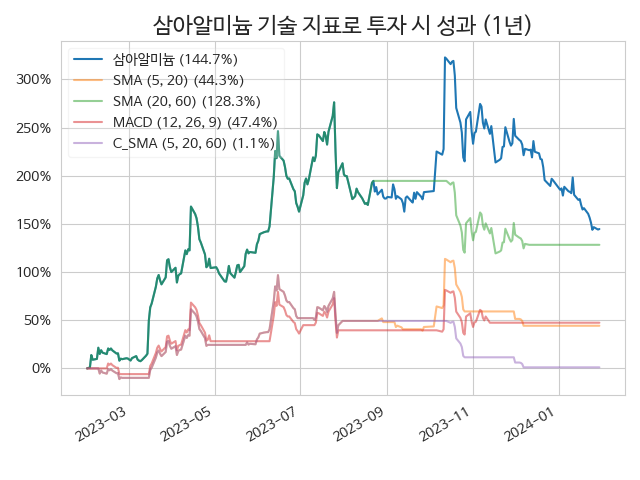 삼아알미늄 기술 지표로 투자 시 성과 (1년)
삼아알미늄 (144.7%)
SMA (5, 20) (44.3%)
SMA (20, 60) (128.3%)
MACD (12, 26, 9) (47.4%)
C_SMA (5, 20, 60) (1.1%)
300%
250%
200%
150%
100%
50%
0%
2023-03
2023-05
2023-07
2023-09
2023-11
2024-01